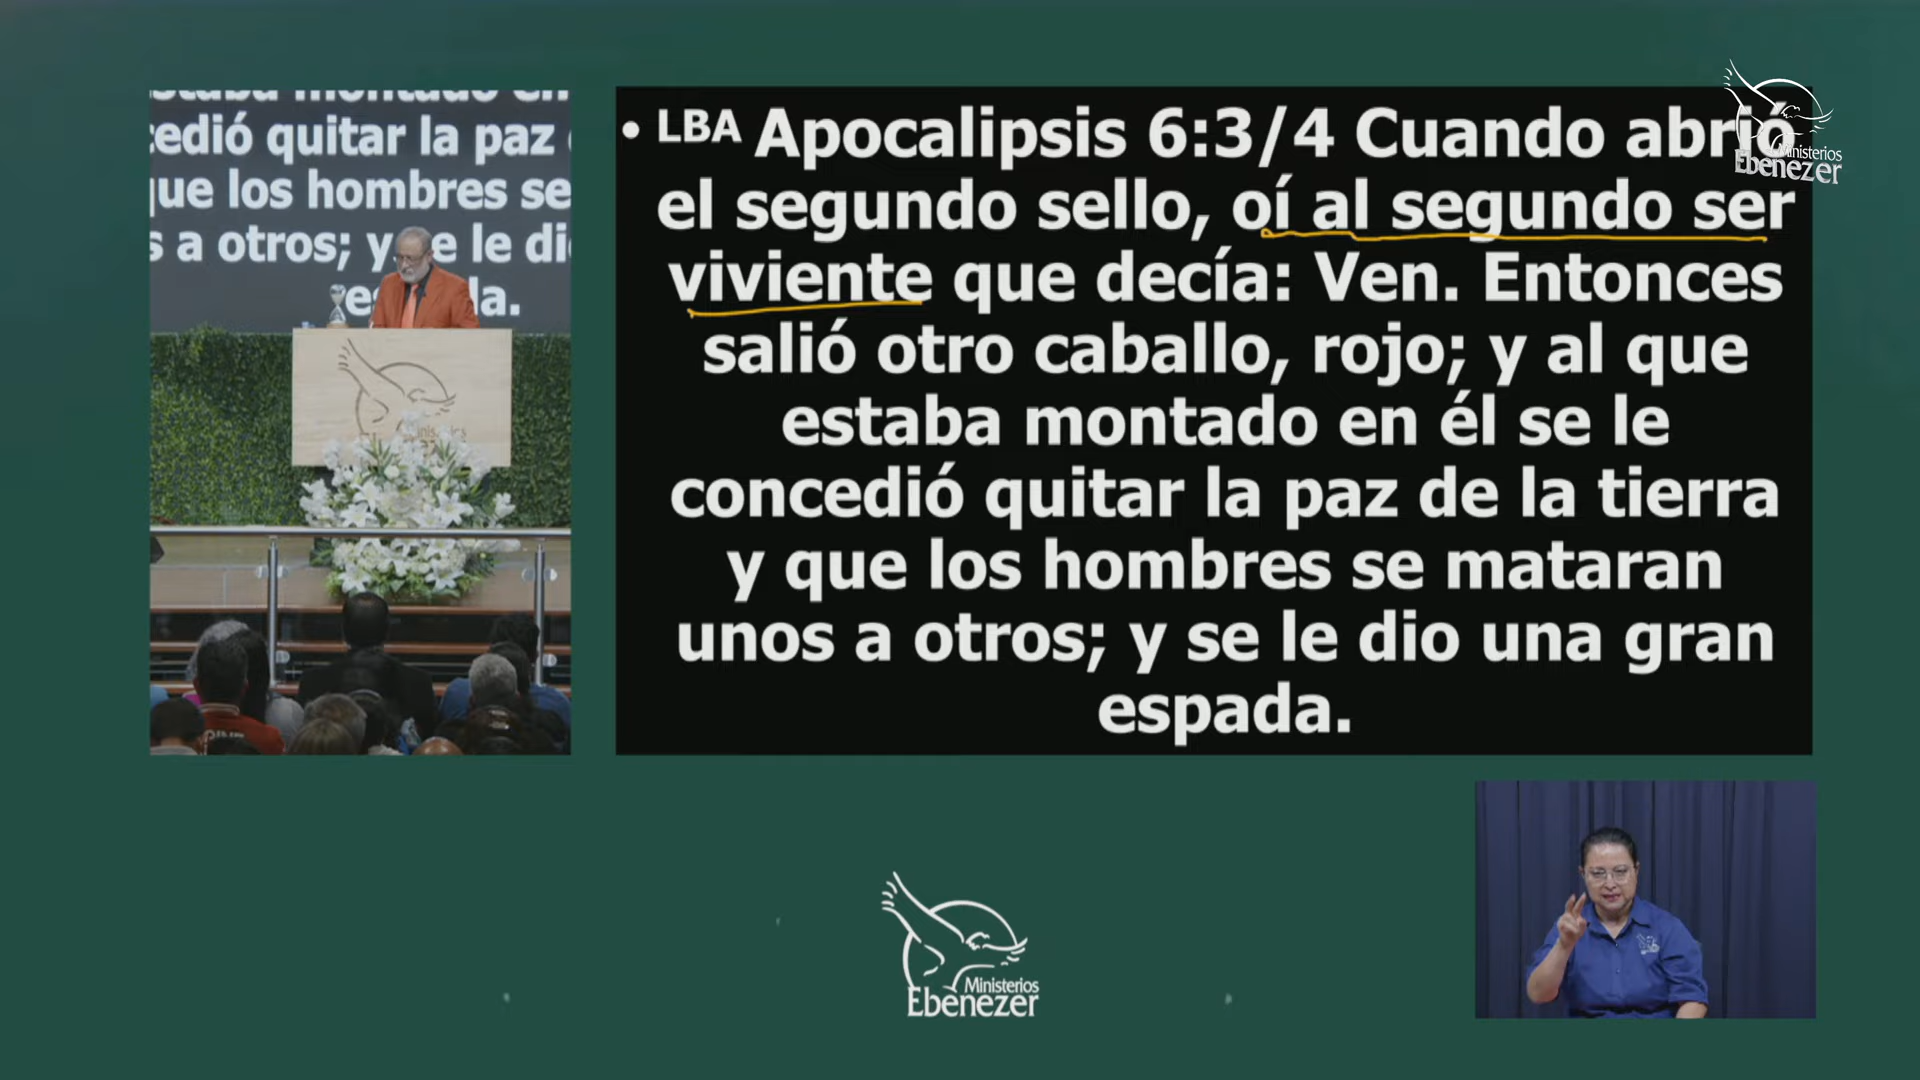 cedió quitar la paz
que los hombres se
s a otros; y se le di
la.
• LBA Apocalipsis 6:3/4 Cuando abrió
el segundo sello, oí al segundo ser
viviente que decía: Ven. Entonces
salió otro caballo, rojo; y al que
estaba montado en él se le
concedió quitar la paz de la tierra
y que los hombres se mataran
unos a otros; y se le dio una gran
espada.
Ministerios
Ebenezer
Ministerios
Ebenezer